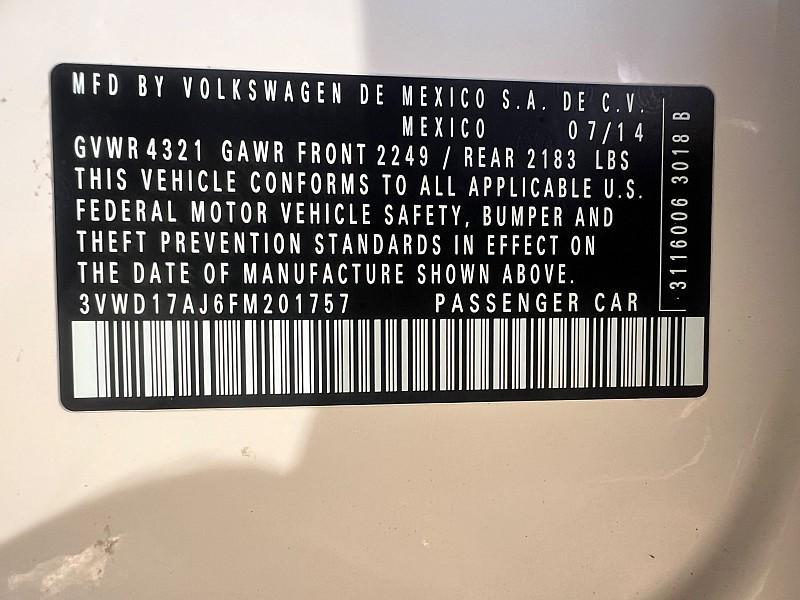 MFD BY VOLKSWAGEN DE MEXICO S.A. DE C.V.
MEXICO 07/14
GVWR 4321 GAWR FRONT 2249 / REAR 2183 LBS
THIS VEHICLE CONFORMS TO ALL APPLICABLE U.S.
FEDERAL MOTOR VEHICLE SAFETY, BUMPER AND
THEFT PREVENTION STANDARDS IN EFFECT ON
THE DATE OF MANUFACTURE SHOWN ABOVE.
3VWD17AJ6FM201757 PASSENGER CAR
3116006 3018 B